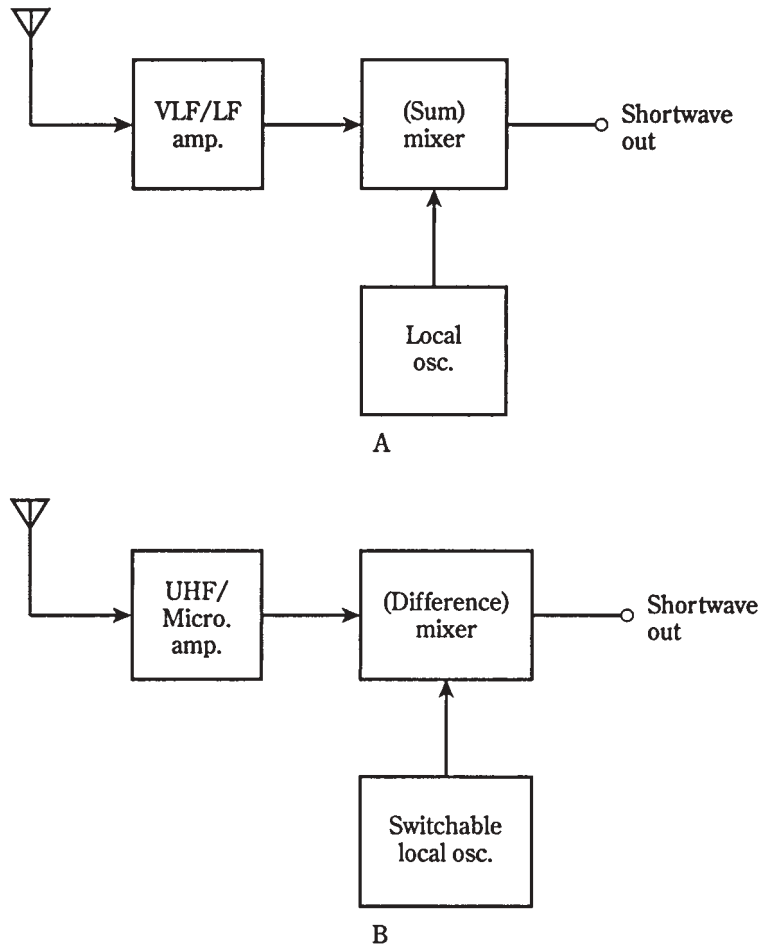 VLF/LF
amp.
(Sum)
mixer
Shortwave
out
Local
osc.
A
UHF/
Micro.
amp.
(Difference)
mixer
Shortwave
out
Switchable
local osc.
B